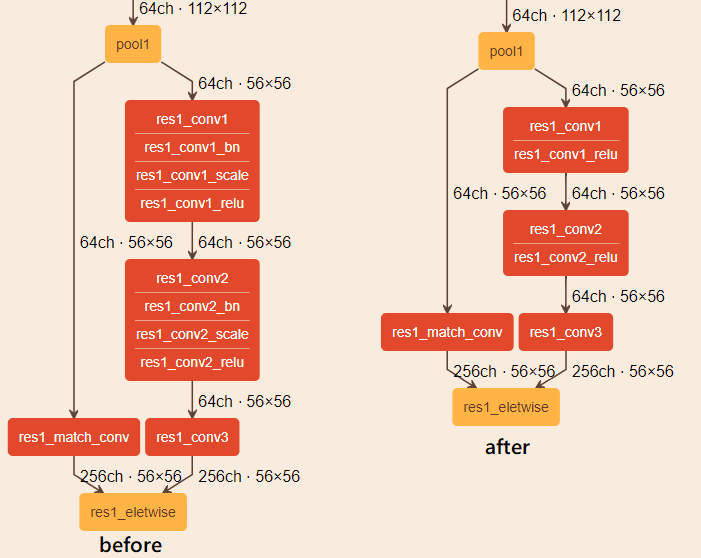 64ch · 112×112
pool1
64ch · 56×56
res1_conv1
res1_conv1_bn
res1_conv1_scale
res1_conv1_relu
64ch · 56×56
64ch · 56×56
res1_conv2
res1_conv2_bn
res1_conv2_scale
res1_conv2_relu
64ch · 56×56
res1_match_conv
res1_conv3
256ch · 56×56
256ch · 56×56
res1_eletwise
before
64ch · 112×112
pool1
64ch · 56×56
res1_conv1
res1_conv1_relu
64ch · 56×56
64ch · 56×56
res1_conv2
res1_conv2_relu
64ch · 56×56
res1_match_conv
res1_conv3
256ch · 56×56
256ch · 56×56
res1_eletwise
after